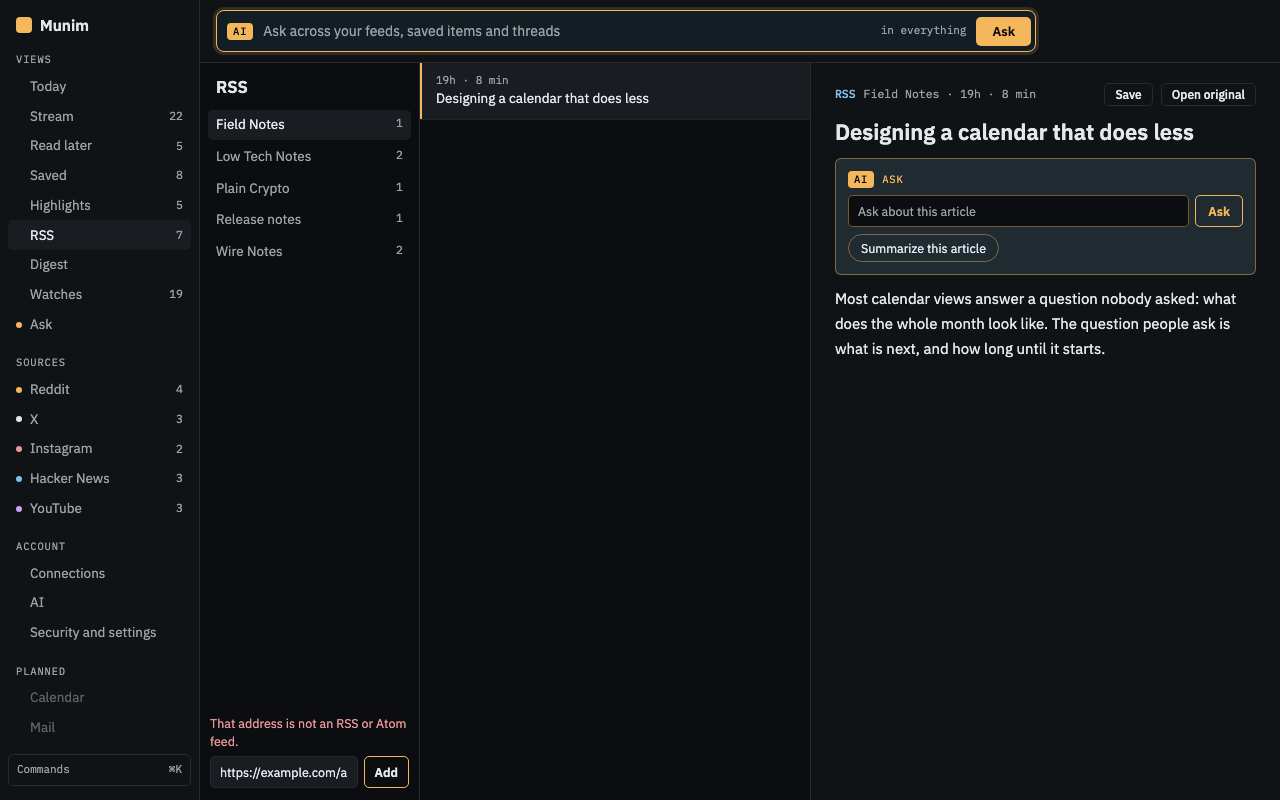 Munim
VIEWS
Today
Stream 22
Read later 5
Saved 8
Highlights 5
RSS 7
Digest
Watches 19
Ask
SOURCES
Reddit 4
X 3
Instagram 2
Hacker News 3
YouTube 3
ACCOUNT
Connections
AI
Security and settings
PLANNED
Calendar
Mail
Commands ⌘K
AI Ask across your feeds, saved items and threads in everything Ask
RSS
Field Notes 1
Low Tech Notes 2
Plain Crypto 1
Release notes 1
Wire Notes 2
That address is not an RSS or Atom
feed.
https://example.com/a Add
19h · 8 min
Designing a calendar that does less
RSS Field Notes · 19h · 8 min Save Open original
Designing a calendar that does less
AI ASK
Ask about this article Ask
Summarize this article
Most calendar views answer a question nobody asked: what
does the whole month look like. The question people ask is
what is next, and how long until it starts.